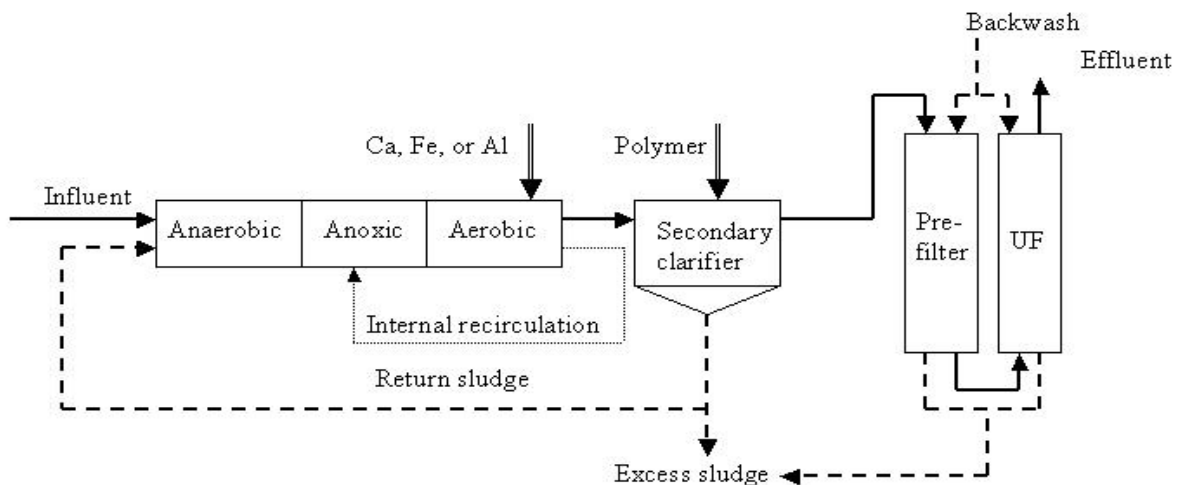 Backwash
Effluent
Ca, Fe, or Al
Polymer
Influent
Anaerobic
Anoxic
Aerobic
Secondary
clarifier
Pre-
filter
UF
Internal recirculation
Return sludge
Excess sludge